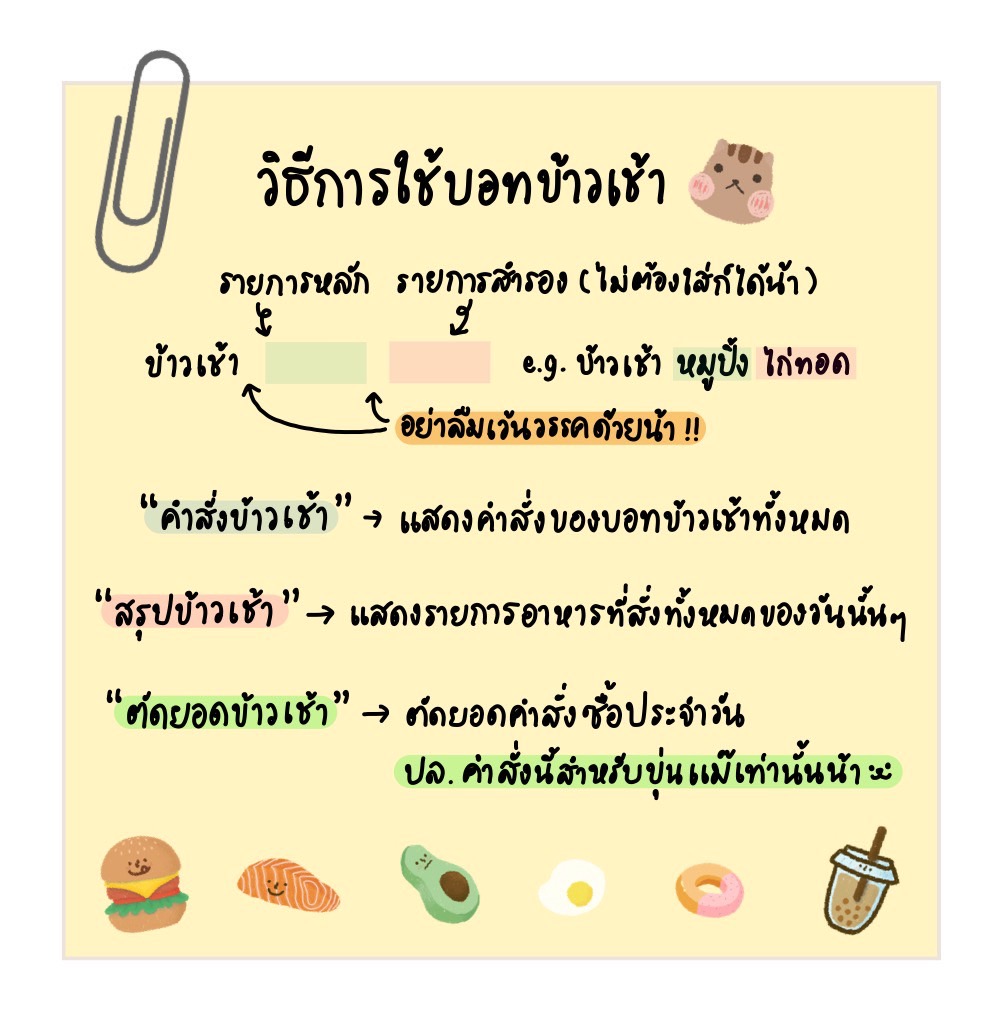 วิธีการใช้บอทข้าวเช้า
รายการหลัก รายการสำรอง (ไม่ต้องใส่ก็ได้น้า)
ข้าวเช้า e.g. ข้าวเช้า หมูปิ้ง ไก่ทอด
อย่าลืมเว้นวรรคด้วยน้า !!
“คำสั่งข้าวเช้า” → แสดงคำสั่งของบอทข้าวเช้าทั้งหมด
“สรุปข้าวเช้า” → แสดงรายการอาหารที่สั่งทั้งหมดของวันนั้นๆ
“ตัดยอดข้าวเช้า” → ตัดยอดคำสั่งซื้อประจำวัน
ปล. คำสั่งนี้สำหรับขุ่นแม๊เท่านั้นน้า